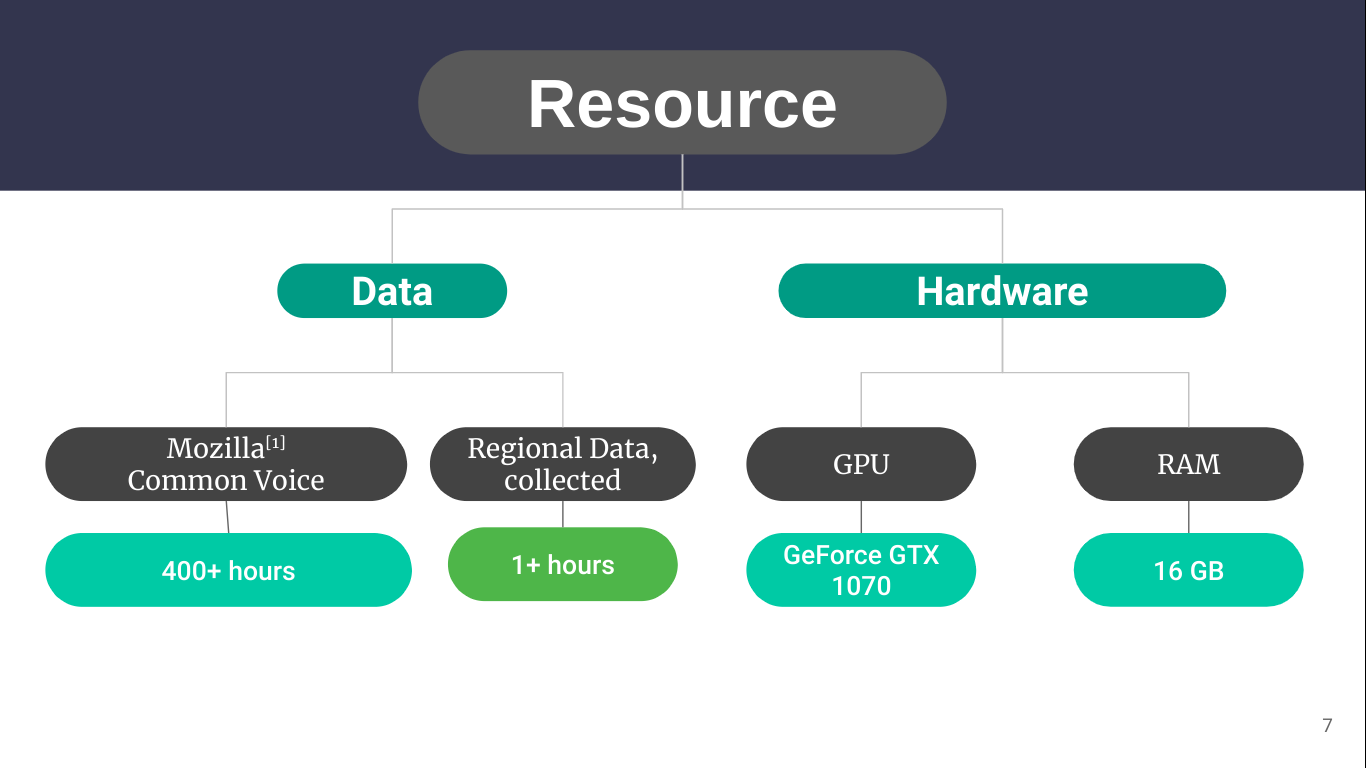 Resource
Data
Hardware
Mozilla[1]
Common Voice
Regional Data,
collected
GPU
RAM
400+ hours
1+ hours
GeForce GTX
1070
16 GB
7